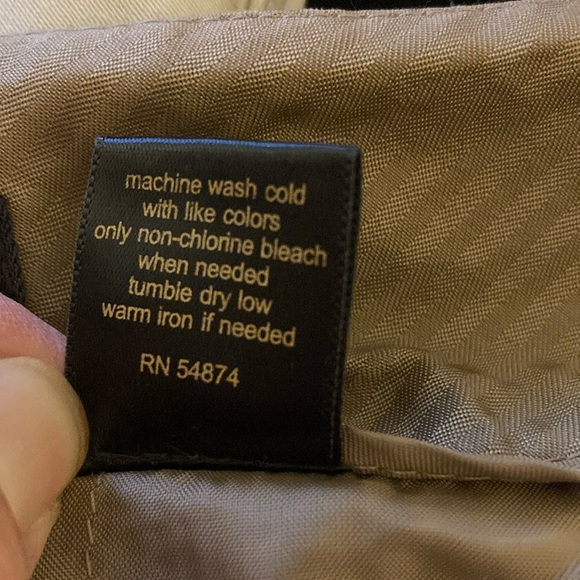 machine wash cold
with like colors
only non-chlorine bleach
when needed
tumble dry low
warm iron if needed
RN 54874